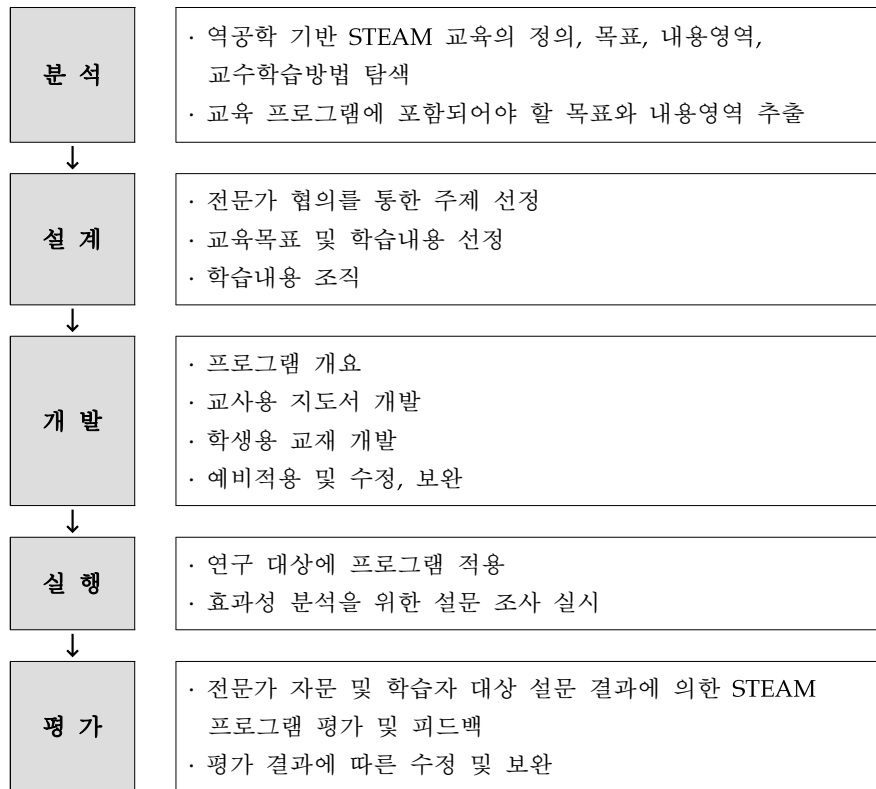 분 석
· 역공학 기반 STEAM 교육의 정의, 목표, 내용영역,
교수학습방법 탐색
· 교육 프로그램에 포함되어야 할 목표와 내용영역 추출
↓
설 계
· 전문가 협의를 통한 주제 선정
· 교육목표 및 학습내용 선정
· 학습내용 조직
↓
개 발
· 프로그램 개요
· 교사용 지도서 개발
· 학생용 교재 개발
· 예비적용 및 수정, 보완
↓
실 행
· 연구 대상에 프로그램 적용
· 효과성 분석을 위한 설문 조사 실시
↓
평 가
· 전문가 자문 및 학습자 대상 설문 결과에 의한 STEAM
프로그램 평가 및 피드백
· 평가 결과에 따른 수정 및 보완